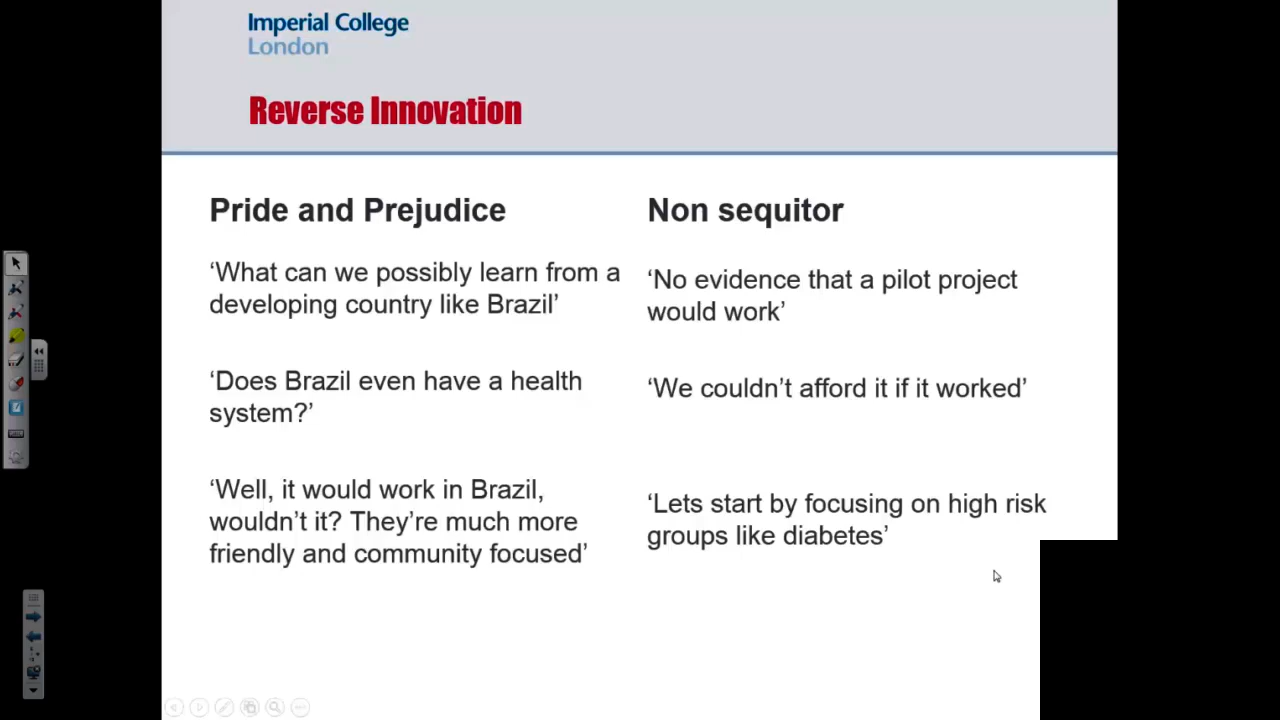 Imperial College
London
Reverse Innovation
Pride and Prejudice
‘What can we possibly learn from a
developing country like Brazil’
‘Does Brazil even have a health
system?’
‘Well, it would work in Brazil,
wouldn’t it? They’re much more
friendly and community focused’
Non sequitor
‘No evidence that a pilot project
would work’
‘We couldn’t afford it if it worked’
‘Lets start by focusing on high risk
groups like diabetes’